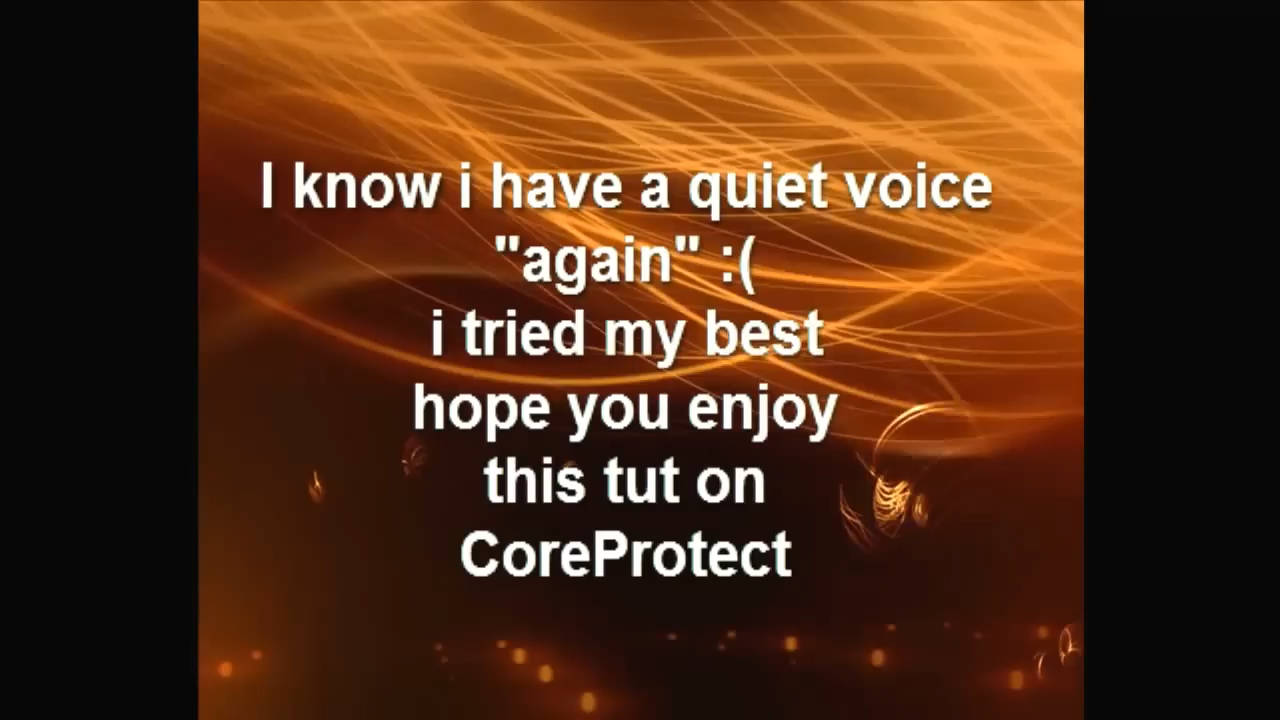 I know i have a quiet voice
"again" :(
i tried my best
hope you enjoy
this tut on
CoreProtect